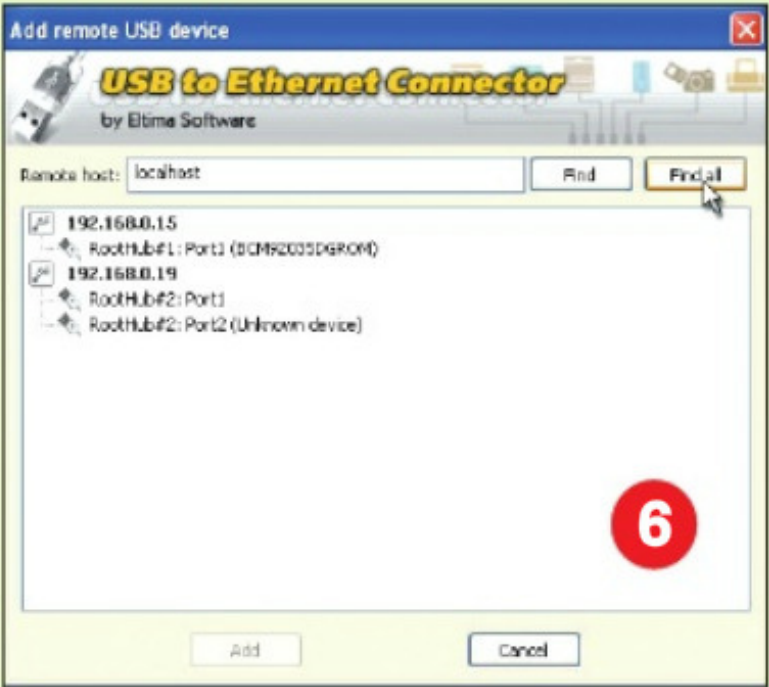 Add remote USB device
USB to Ethernet Connector
by Eltima Software
Remote host: localhost Find Find all
192.168.0.15
RootHub#1: Port1 (BCM92035DGROM)
192.168.0.19
RootHub#2: Port1
RootHub#2: Port2 (Unknown device)
6
Add Cancel